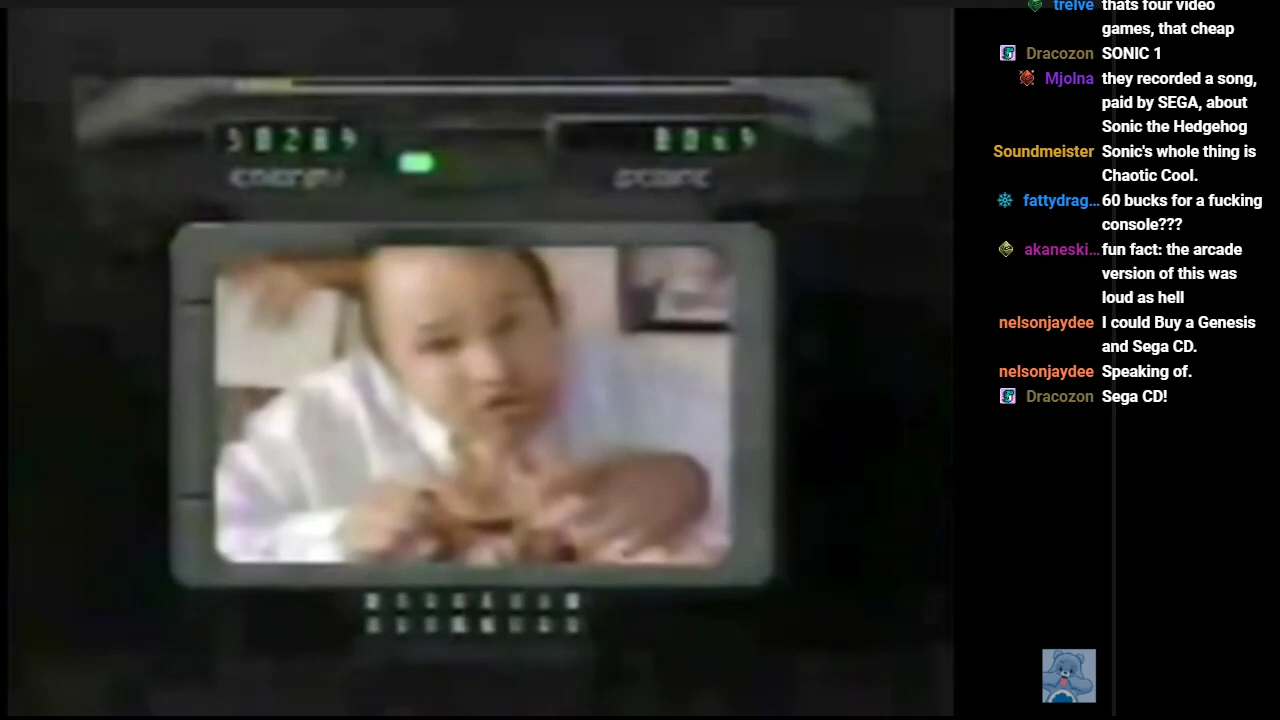 energy
point
trelve thats four video
games, that cheap
Dracozon SONIC 1
Mjolna they recorded a song,
paid by SEGA, about
Sonic the Hedgehog
Soundmeister Sonic's whole thing is
Chaotic Cool.
fattydrag... 60 bucks for a fucking
console???
akaneski... fun fact: the arcade
version of this was
loud as hell
nelsonjaydee I could Buy a Genesis
and Sega CD.
nelsonjaydee Speaking of.
Dracozon Sega CD!